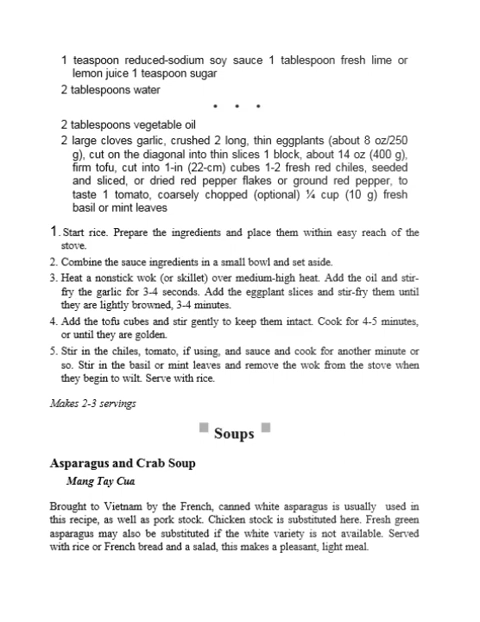 1 teaspoon reduced-sodium soy sauce 1 tablespoon fresh lime or
lemon juice 1 teaspoon sugar
2 tablespoons water
• • •
2 tablespoons vegetable oil
2 large cloves garlic, crushed 2 long, thin eggplants (about 8 oz/250
g), cut on the diagonal into thin slices 1 block, about 14 oz (400 g),
firm tofu, cut into 1-in (22-cm) cubes 1-2 fresh red chiles, seeded
and sliced, or dried red pepper flakes or ground red pepper, to
taste 1 tomato, coarsely chopped (optional) ¼ cup (10 g) fresh
basil or mint leaves
1. Start rice. Prepare the ingredients and place them within easy reach of the
stove.
2. Combine the sauce ingredients in a small bowl and set aside.
3. Heat a nonstick wok (or skillet) over medium-high heat. Add the oil and stir-
fry the garlic for 3-4 seconds. Add the eggplant slices and stir-fry them until
they are lightly browned, 3-4 minutes.
4. Add the tofu cubes and stir gently to keep them intact. Cook for 4-5 minutes,
or until they are golden.
5. Stir in the chiles, tomato, if using, and sauce and cook for another minute or
so. Stir in the basil or mint leaves and remove the wok from the stove when
they begin to wilt. Serve with rice.
Makes 2-3 servings
Soups
Asparagus and Crab Soup
Mang Tay Cua
Brought to Vietnam by the French, canned white asparagus is usually used in
this recipe, as well as pork stock. Chicken stock is substituted here. Fresh green
asparagus may also be substituted if the white variety is not available. Served
with rice or French bread and a salad, this makes a pleasant, light meal.